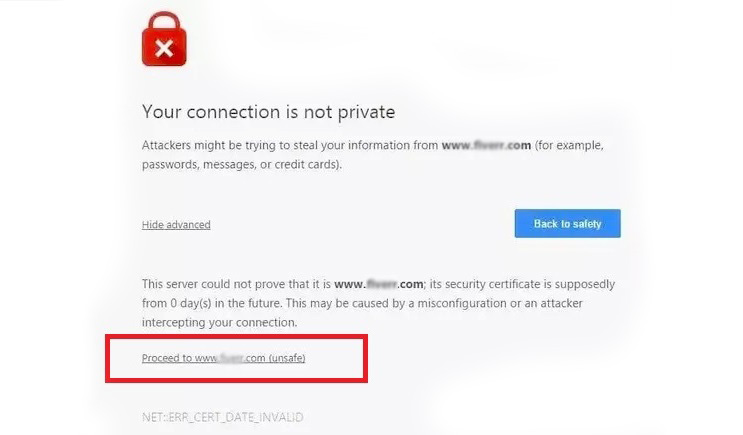 Your connection is not private
Attackers might be trying to steal your information from www. .com (for example,
passwords, messages, or credit cards).
Hide advanced
Back to safety
This server could not prove that it is www. .com; its security certificate is supposedly
from 0 day(s) in the future. This may be caused by a misconfiguration or an attacker
intercepting your connection.
Proceed to www. .com (unsafe)
NET::ERR_CERT_DATE_INVALID